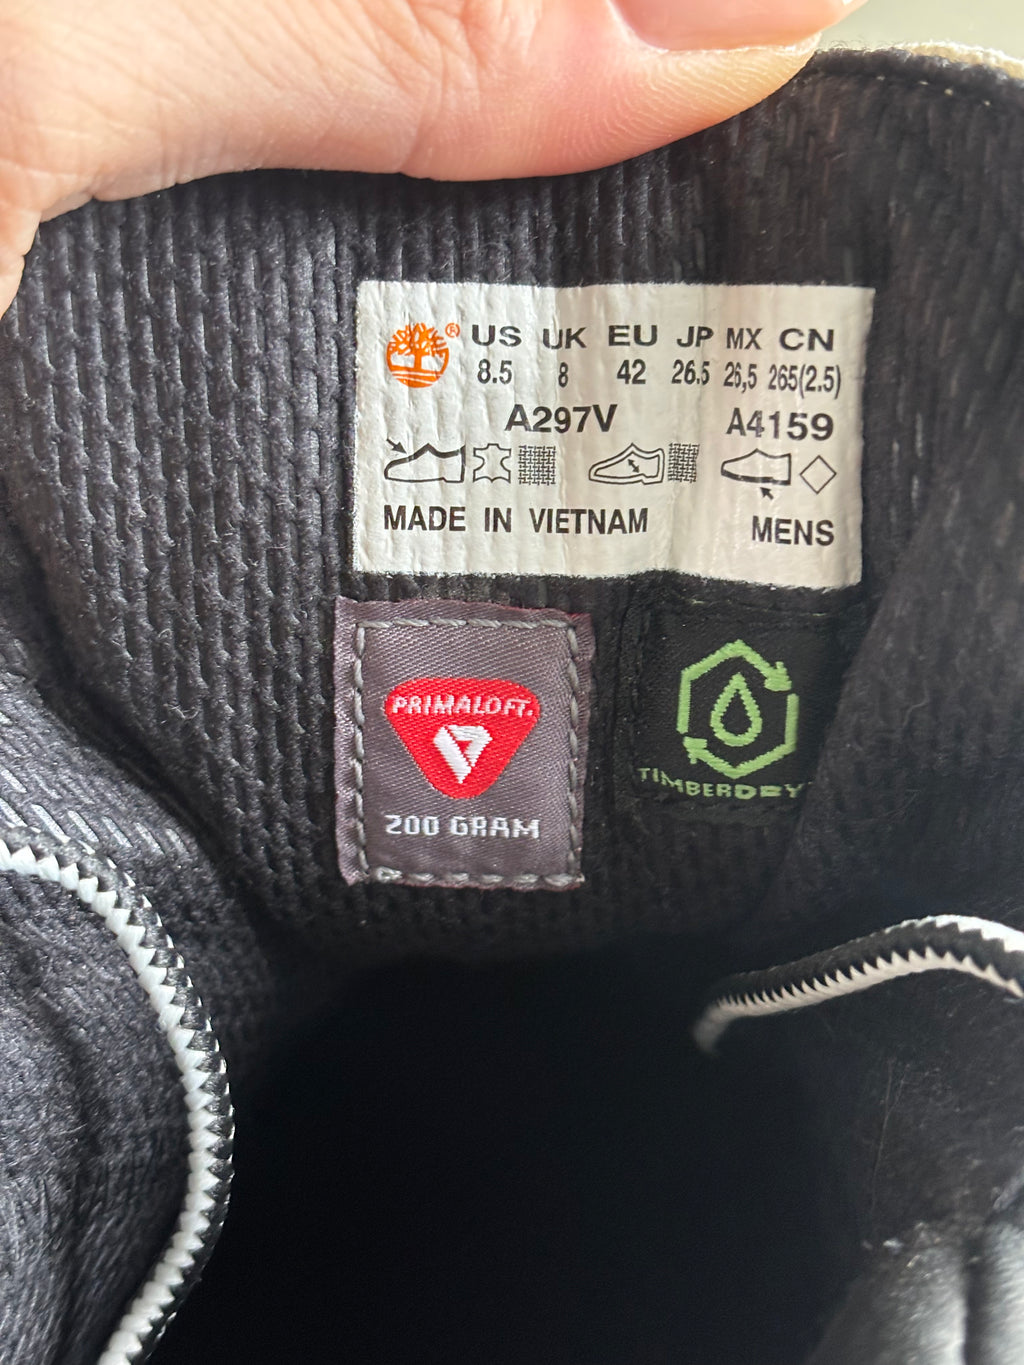 ® US UK EU JP MX CN
8.5 8 42 26.5 26,5 265(2.5)
A297V A4159
MADE IN VIETNAM MENS
PRIMALOFT.
200 GRAM
TIMBERDRY